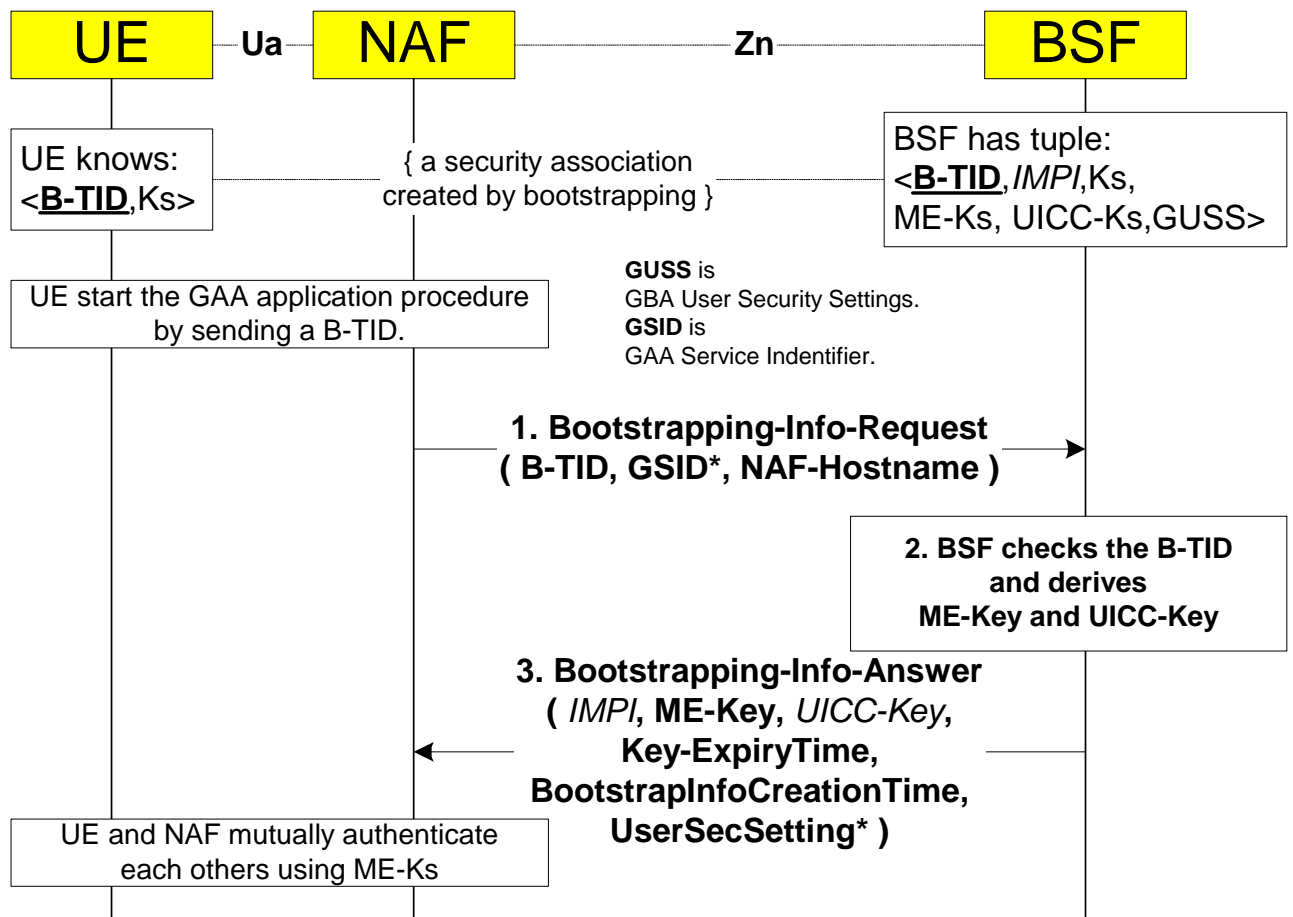 UE
Ua
NAF
Zn
BSF
UE knows:
<B-TID,Ks>
{ a security association
created by bootstrapping }
BSF has tuple:
<B-TID,IMPI,Ks,
ME-Ks, UICC-Ks,GUSS>
UE start the GAA application procedure
by sending a B-TID.
GUSS is
GBA User Security Settings.
GSID is
GAA Service Indentifier.
1. Bootstrapping-Info-Request
( B-TID, GSID*, NAF-Hostname )
2. BSF checks the B-TID
and derives
ME-Key and UICC-Key
3. Bootstrapping-Info-Answer
( IMPI, ME-Key, UICC-Key,
Key-ExpiryTime,
BootstrapInfoCreationTime,
UserSecSetting* )
UE and NAF mutually authenticate
each others using ME-Ks